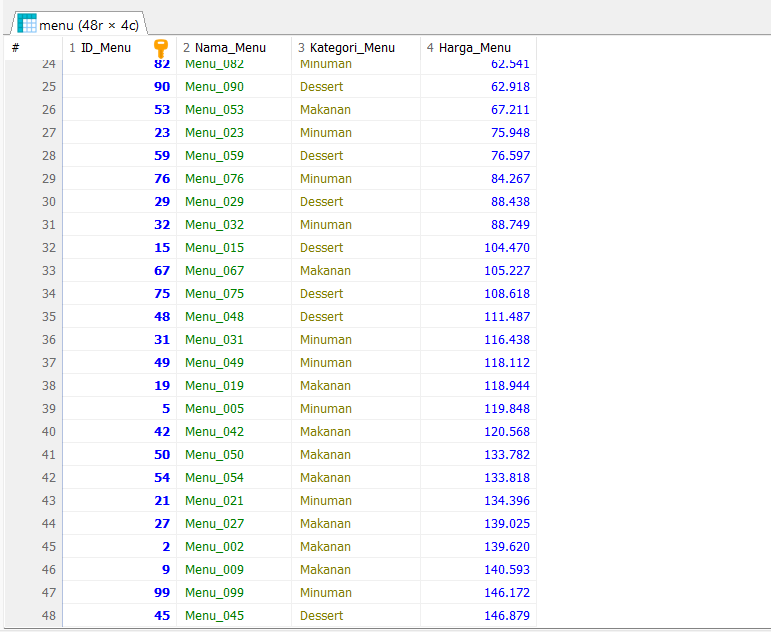 menu (48r × 4c)
# 1 ID_Menu 2 Nama_Menu 3 Kategori_Menu 4 Harga_Menu
24 82 Menu_082 Minuman 62.541
25 90 Menu_090 Dessert 62.918
26 53 Menu_053 Makanan 67.211
27 23 Menu_023 Minuman 75.948
28 59 Menu_059 Dessert 76.597
29 76 Menu_076 Minuman 84.267
30 29 Menu_029 Dessert 88.438
31 32 Menu_032 Minuman 88.749
32 15 Menu_015 Dessert 104.470
33 67 Menu_067 Makanan 105.227
34 75 Menu_075 Dessert 108.618
35 48 Menu_048 Dessert 111.487
36 31 Menu_031 Minuman 116.438
37 49 Menu_049 Minuman 118.112
38 19 Menu_019 Makanan 118.944
39 5 Menu_005 Minuman 119.848
40 42 Menu_042 Makanan 120.568
41 50 Menu_050 Makanan 133.782
42 54 Menu_054 Makanan 133.818
43 21 Menu_021 Minuman 134.396
44 27 Menu_027 Makanan 139.025
45 2 Menu_002 Makanan 139.620
46 9 Menu_009 Makanan 140.593
47 99 Menu_099 Minuman 146.172
48 45 Menu_045 Dessert 146.879